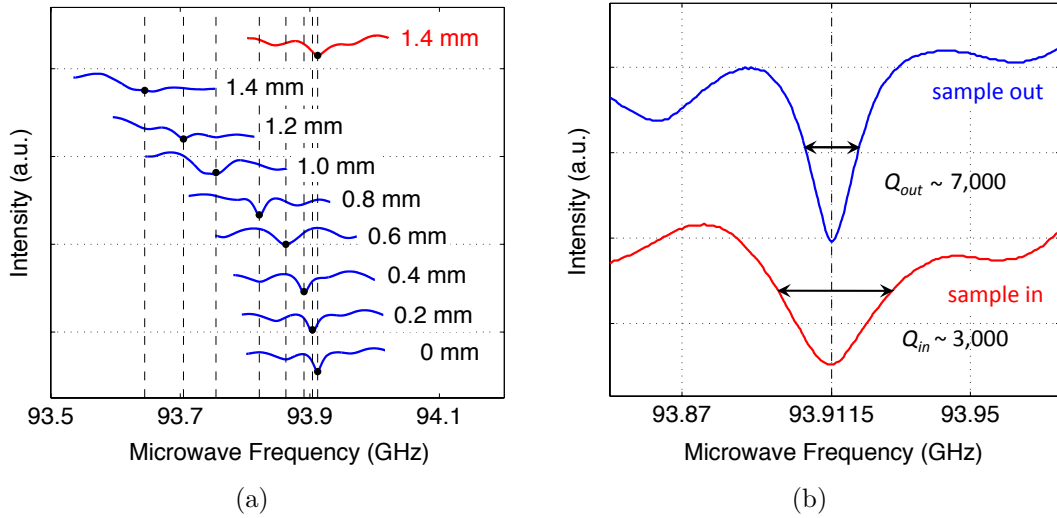 1.4 mm
1.4 mm
1.2 mm
1.0 mm
0.8 mm
0.6 mm
0.4 mm
0.2 mm
0 mm
Intensity (a.u.)
93.5 93.7 93.9 94.1
Microwave Frequency (GHz)
(a)
sample out
Qout ~ 7,000
sample in
Qin ~ 3,000
Intensity (a.u.)
93.87 93.9115 93.95
Microwave Frequency (GHz)
(b)